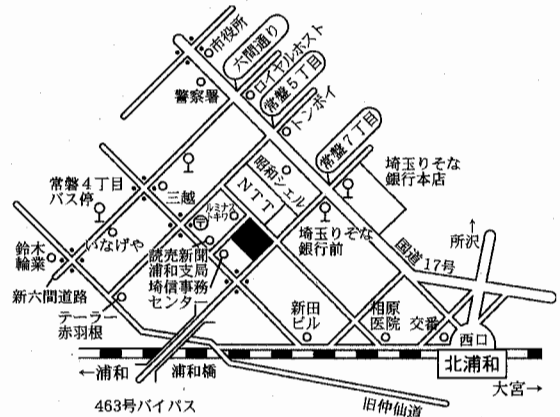 市役所
六間通り
ロイヤルホスト
常盤5丁目
トンボイ
警察署
常盤7丁目
昭和シェル
埼玉りそな
銀行本店
常磐4丁目
バス停
三越
NTT
ルミナス
トキワ
埼玉りそな
銀行前
国道17号
↑
所沢
鈴木
輪業
いなげや
読売新聞
浦和支局
埼信事務
センター
新六間道路
テーラー
赤羽根
新田
ビル
相原
医院
交番
西口
北浦和
←浦和
浦和橋
大宮→
463号バイパス
旧仲仙道